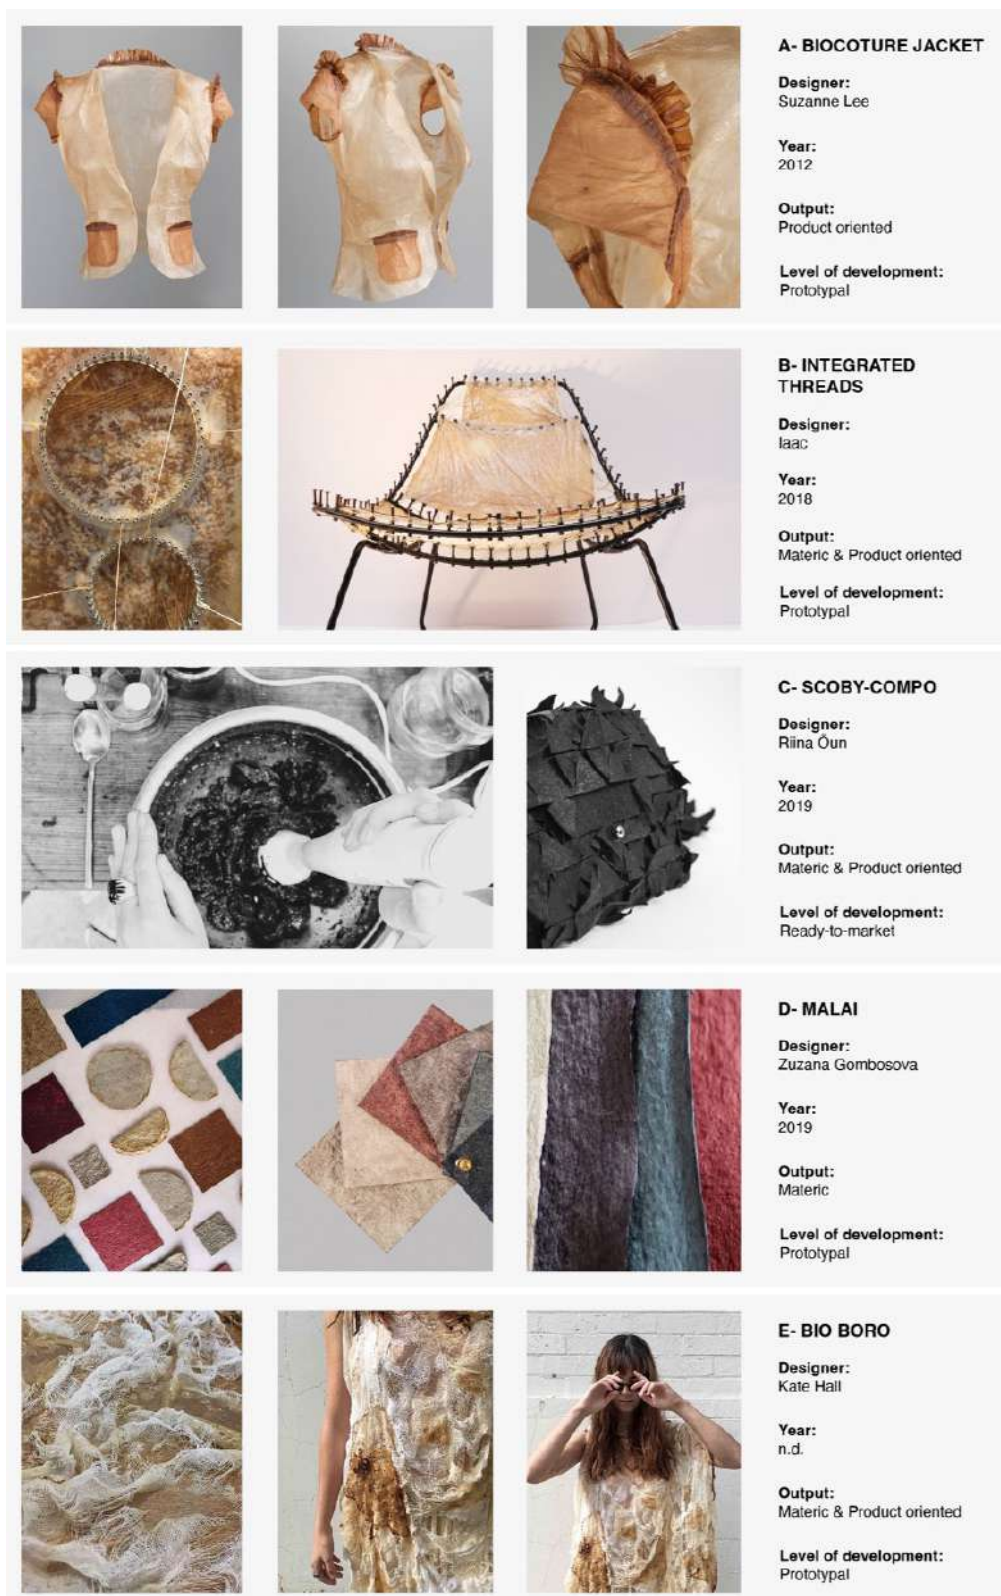 A- BIOCOTURE JACKET
Designer:
Suzanne Lee
Year:
2012
Output:
Product oriented
Level of development:
Prototypal
B- INTEGRATED
THREADS
Designer:
Iaac
Year:
2018
Output:
Materic & Product oriented
Level of development:
Prototypal
C- SCOBY-COMPO
Designer:
Riina Õun
Year:
2019
Output:
Materic & Product oriented
Level of development:
Ready-to-market
D- MALAI
Designer:
Zuzana Gombosova
Year:
2019
Output:
Materic
Level of development:
Prototypal
E- BIO BORO
Designer:
Kate Hall
Year:
n.d.
Output:
Materic & Product oriented
Level of development:
Prototypal